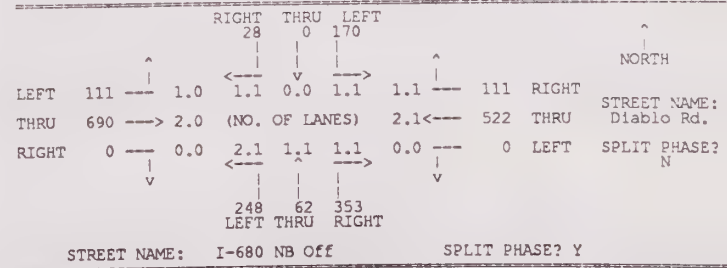 RIGHT THRU LEFT
28 0 170
^
| | | |
^ | | | ^ NORTH
| <--- v ---> |
LEFT 111 --- 1.0 1.1 0.0 1.1 1.1 --- 111 RIGHT
STREET NAME:
THRU 690 ---> 2.0 (NO. OF LANES) 2.1<--- 522 THRU Diablo Rd.
RIGHT 0 --- 0.0 2.1 1.1 1.1 0.0 --- 0 LEFT SPLIT PHASE?
| <--- ^ ---> | N
v | | | v
| | |
248 62 353
LEFT THRU RIGHT
STREET NAME: I-680 NB Off SPLIT PHASE? Y